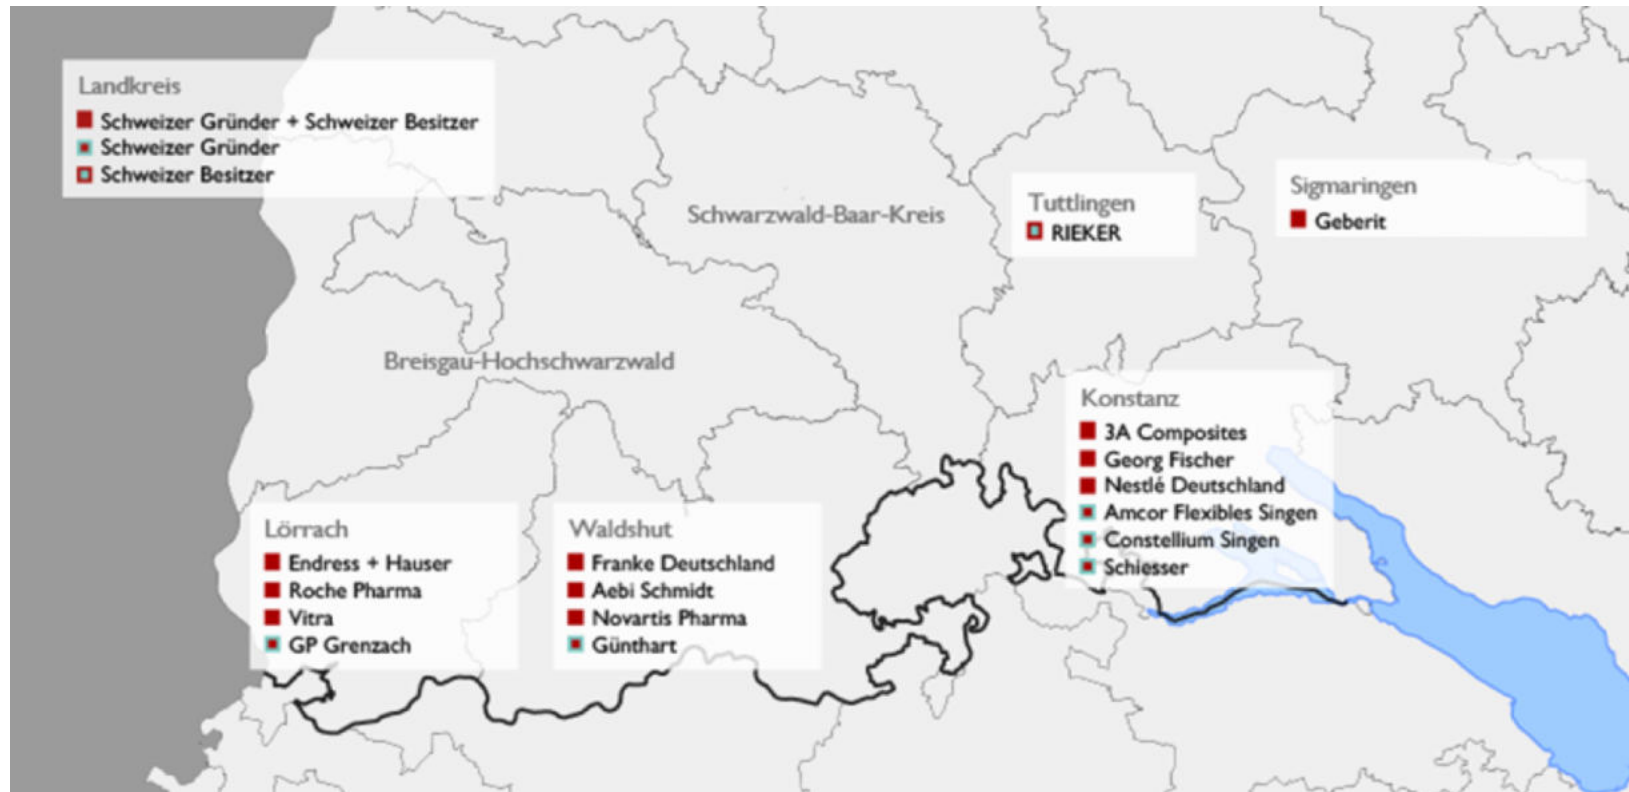 Landkreis
Schweizer Gründer + Schweizer Besitzer
Schweizer Gründer
Schweizer Besitzer
Schwarzwald-Baar-Kreis
Tuttlingen
RIEKER
Sigmaringen
Geberit
Breisgau-Hochschwarzwald
Konstanz
3A Composites
Georg Fischer
Nestlé Deutschland
Amcor Flexibles Singen
Constellium Singen
Schiesser
Lörrach
Endress + Hauser
Roche Pharma
Vitra
GP Grenzach
Waldshut
Franke Deutschland
Aebi Schmidt
Novartis Pharma
Günthart